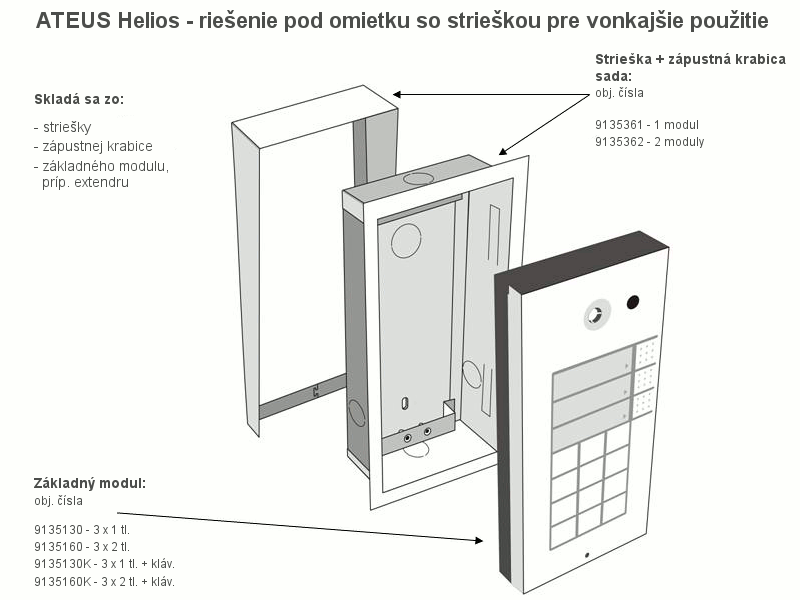 ATEUS Helios - riešenie pod omietku so strieškou pre vonkajšie použitie
Strieška + zápustná krabica
sada:
obj. čísla
9135361 - 1 modul
9135362 - 2 moduly
Skladá sa zo:
- striešky
- zápustnej krabice
- základného modulu,
príp. extendru
Základný modul:
obj. čísla
9135130 - 3 x 1 tl.
9135160 - 3 x 2 tl.
9135130K - 3 x 1 tl. + kláv.
9135160K - 3 x 2 tl. + kláv.